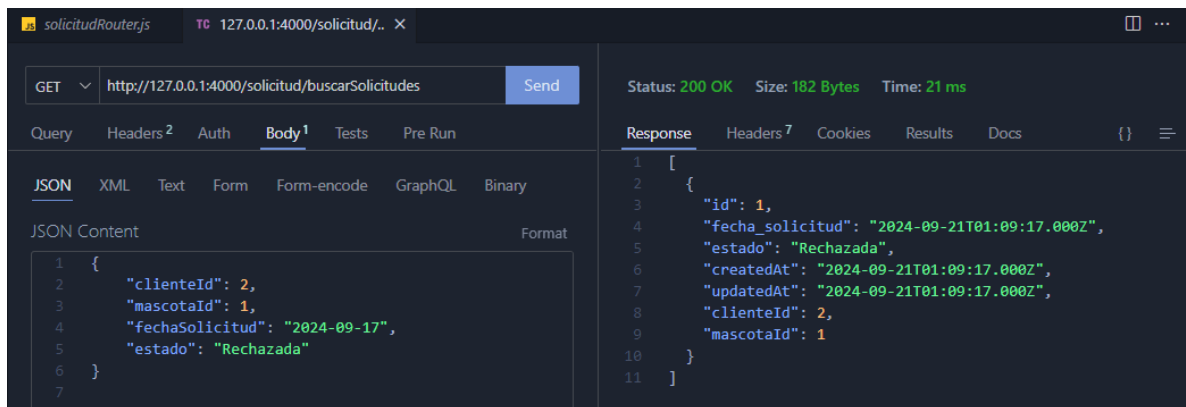 JS solicitudRouter.js TC 127.0.0.1:4000/solicitud/.. × ...
GET http://127.0.0.1:4000/solicitud/buscarSolicitudes Send
Query Headers 2 Auth Body 1 Tests Pre Run
JSON XML Text Form Form-encode GraphQL Binary
JSON Content Format
1 {
2 "clienteId": 2,
3 "mascotaId": 1,
4 "fechaSolicitud": "2024-09-17",
5 "estado": "Rechazada"
6 }
7
Status: 200 OK Size: 182 Bytes Time: 21 ms
Response Headers 7 Cookies Results Docs {}
1 [
2 {
3 "id": 1,
4 "fecha_solicitud": "2024-09-21T01:09:17.000Z",
5 "estado": "Rechazada",
6 "createdAt": "2024-09-21T01:09:17.000Z",
7 "updatedAt": "2024-09-21T01:09:17.000Z",
8 "clienteId": 2,
9 "mascotaId": 1
10 }
11 ]